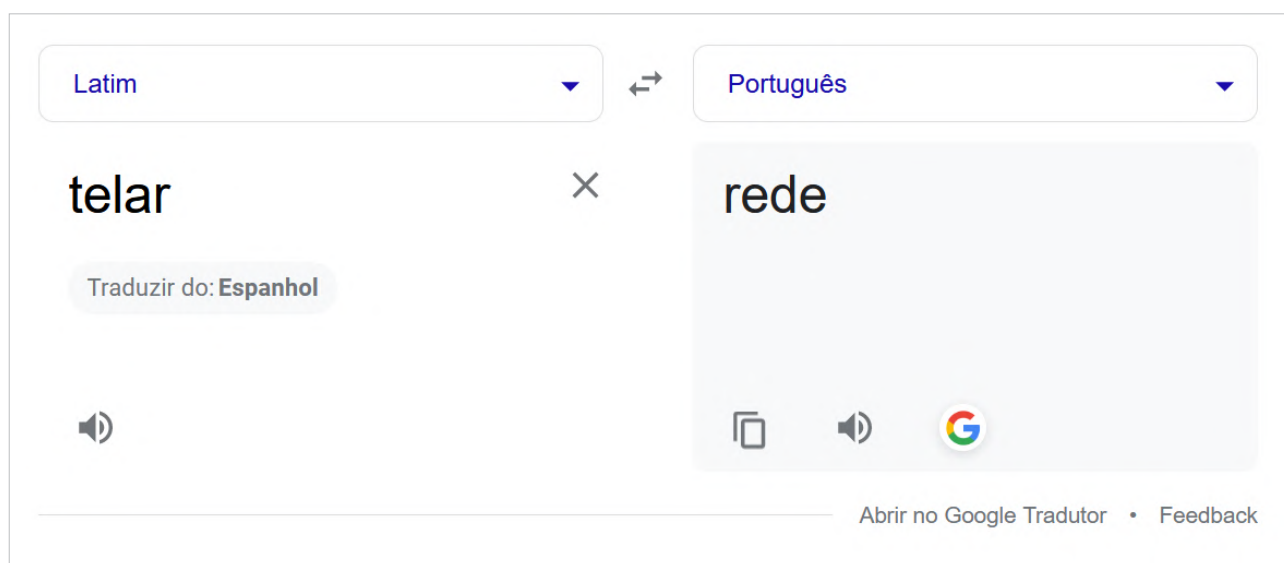 Latim
Português
telar
rede
Traduzir do: Espanhol
Abrir no Google Tradutor • Feedback